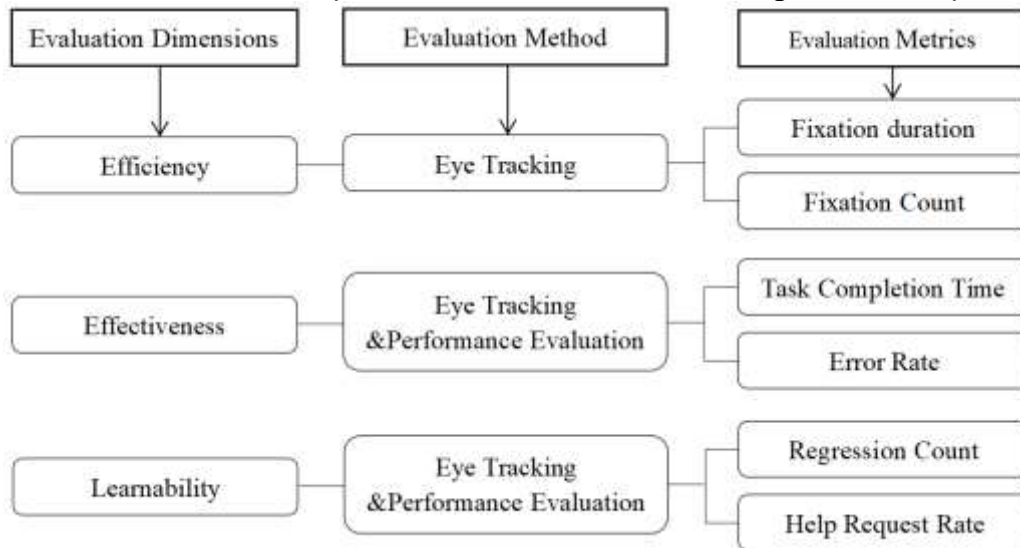 Evaluation Dimensions
Evaluation Method
Evaluation Metrics
Efficiency
Eye Tracking
Fixation duration
Fixation Count
Effectiveness
Eye Tracking
&Performance Evaluation
Task Completion Time
Error Rate
Learnability
Eye Tracking
&Performance Evaluation
Regression Count
Help Request Rate